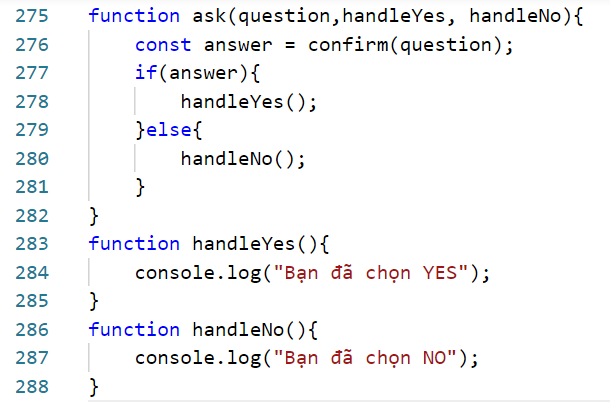 275 function ask(question,handleYes, handleNo){
276     const answer = confirm(question);
277     if(answer){
278         handleYes();
279     }else{
280         handleNo();
281     }
282 }
283 function handleYes(){
284     console.log("Bạn đã chọn YES");
285 }
286 function handleNo(){
287     console.log("Bạn đã chọn NO");
288 }